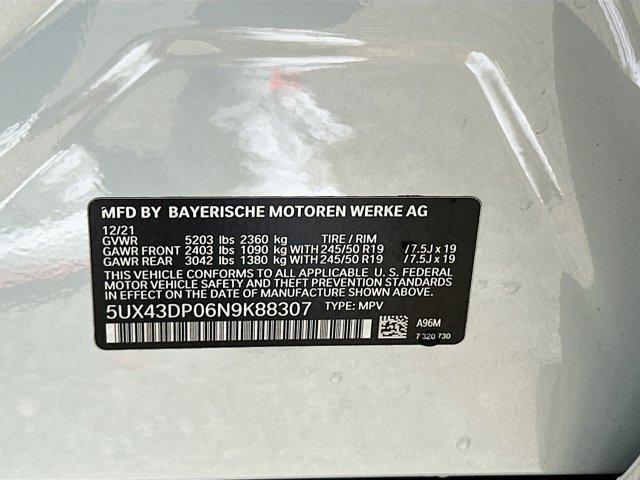 MFD BY BAYERISCHE MOTOREN WERKE AG
12/21
GVWR 5203 lbs 2360 kg TIRE / RIM
GAWR FRONT 2403 lbs 1090 kg WITH 245/50 R19 /7.5J x 19
GAWR REAR 3042 lbs 1380 kg WITH 245/50 R19 /7.5J x 19
THIS VEHICLE CONFORMS TO ALL APPLICABLE U. S. FEDERAL
MOTOR VEHICLE SAFETY AND THEFT PREVENTION STANDARDS
IN EFFECT ON THE DATE OF MANUFACTURE SHOWN ABOVE.
5UX43DP06N9K88307 TYPE: MPV
A96M
7 320 730